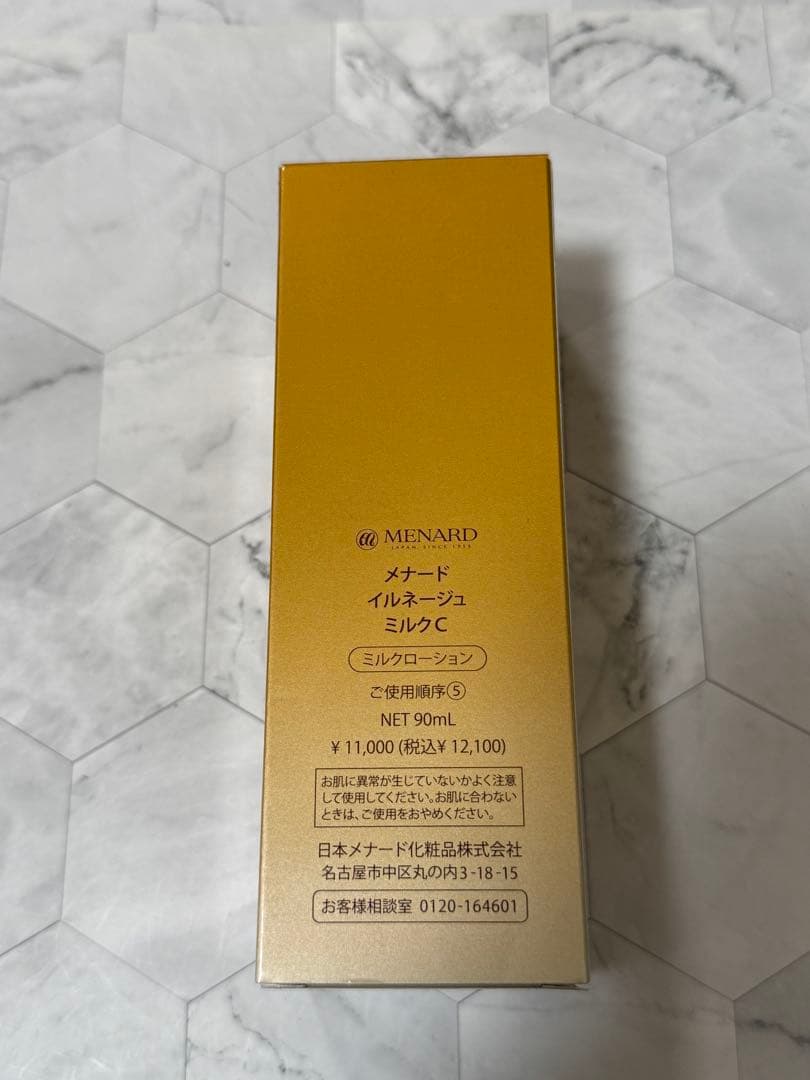 MENARD
JAPAN, SINCE 1959
メナード
イルネージュ
ミルクC
ミルクローション
ご使用順序⑤
NET 90mL
¥11,000 (税込¥12,100)
お肌に異常が生じていないかよく注意
して使用してください。お肌に合わない
ときは、ご使用をおやめください。
日本メナード化粧品株式会社
名古屋市中区丸の内3-18-15
お客様相談室 0120-164601